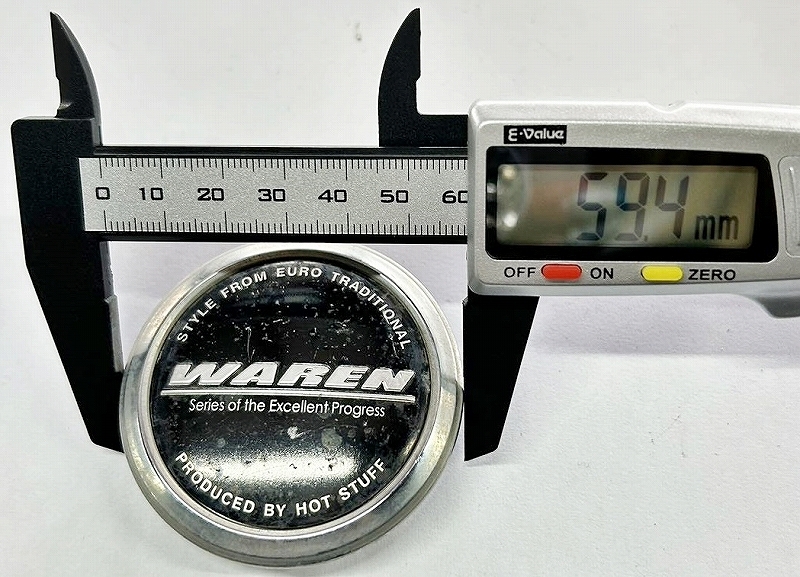 E·Value
0 10 20 30 40 50 60
59.4 mm
OFF ON ZERO
STYLE FROM EURO TRADITIONAL
WAREN
Series of the Excellent Progress
PRODUCED BY HOT STUFF